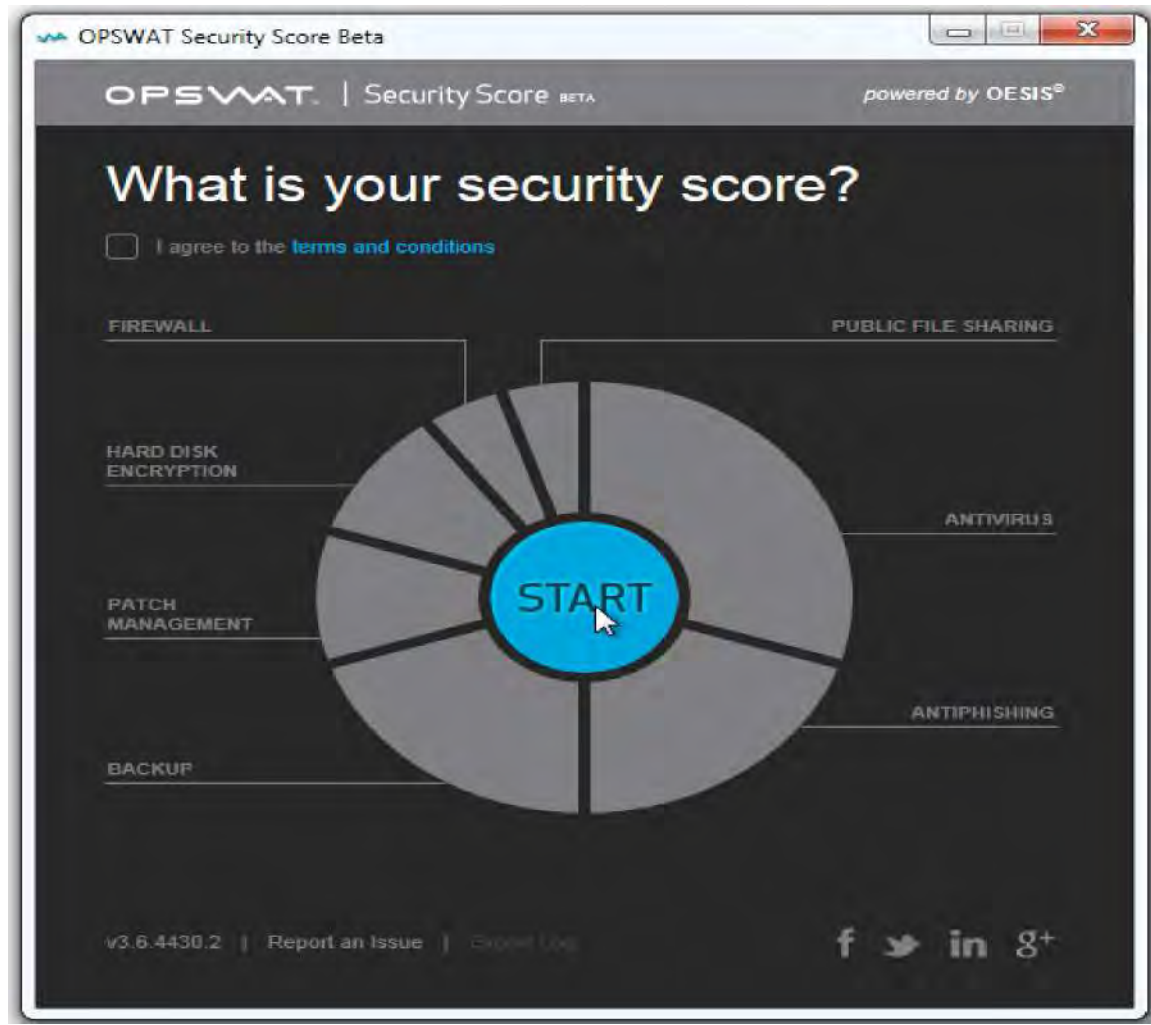 OPSWAT Security Score Beta
OPSWAT. | Security Score BETA
powered by OESIS®
What is your security score?
I agree to the terms and conditions
FIREWALL
PUBLIC FILE SHARING
HARD DISK
ENCRYPTION
ANTIVIRUS
START
PATCH
MANAGEMENT
ANTIPHISHING
BACKUP
v3.6.4430.2 | Report an Issue | Export Log
f in g+